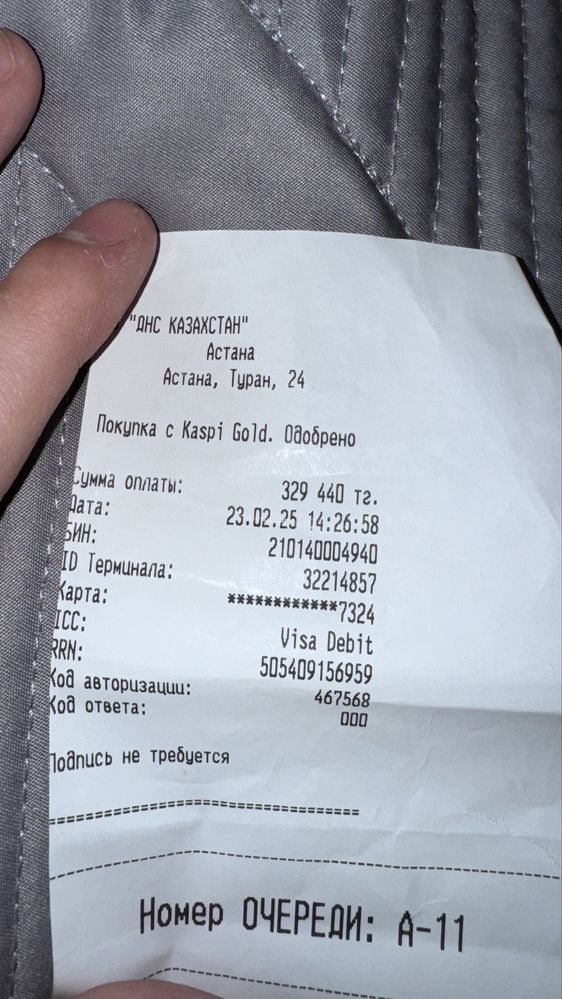 "ДНС КАЗАХСТАН"
Астана
Астана, Туран, 24
Покупка с Kaspi Gold. Одобрено
Сумма оплаты: 329 440 тг.
Дата: 23.02.25 14:26:58
БИН: 210140004940
ID Терминала: 32214857
Карта: ************7324
ICC: Visa Debit
RRN: 505409156959
Код авторизации: 467568
Код ответа: 000
Подпись не требуется
Номер ОЧЕРЕДИ: A-11